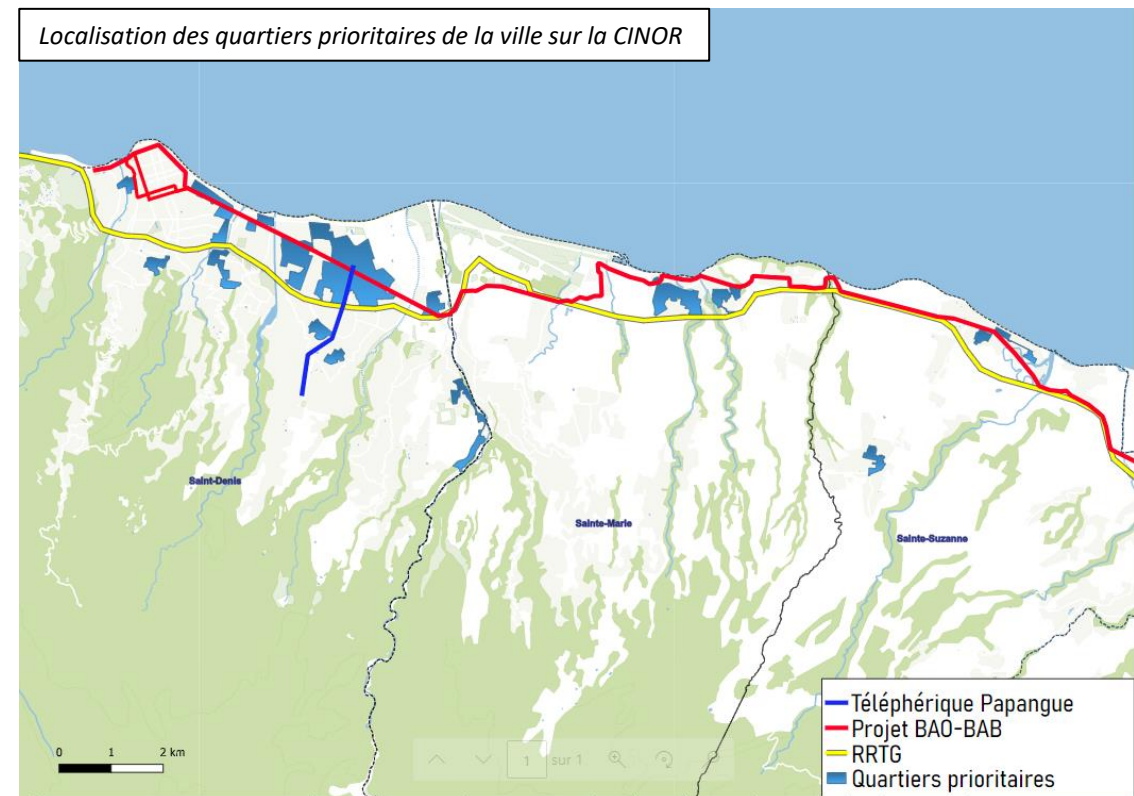 Localisation des quartiers prioritaires de la ville sur la CINOR
Saint-Denis
Sainte-Marie
Sainte-Suzanne
0 1 2 km
1 sur 1
Téléphérique Papangue
Projet BAO-BAB
RRTG
Quartiers prioritaires